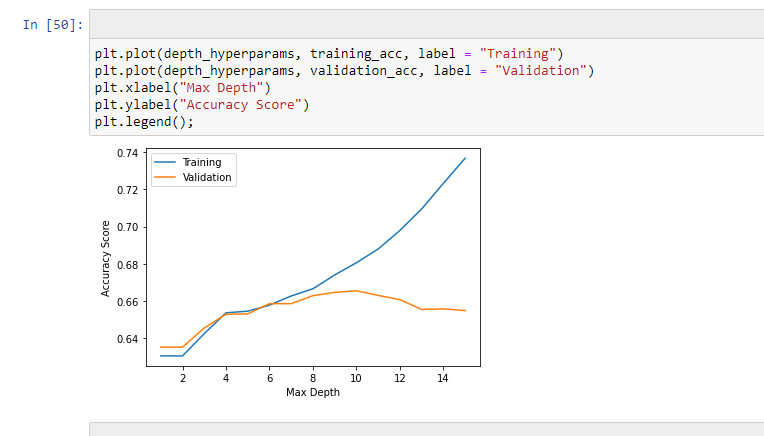 In [50]:
plt.plot(depth_hyperparams, training_acc, label = "Training")
plt.plot(depth_hyperparams, validation_acc, label = "Validation")
plt.xlabel("Max Depth")
plt.ylabel("Accuracy Score")
plt.legend();
0.74
0.72
0.70
0.68
0.66
0.64
Accuracy Score
Training
Validation
2 4 6 8 10 12 14
Max Depth